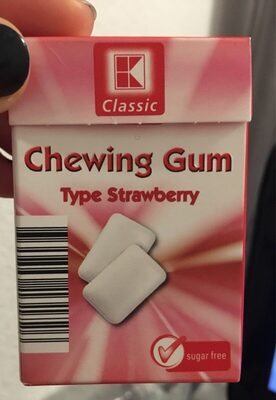 K
Classic
Chewing Gum
Type Strawberry
sugar free